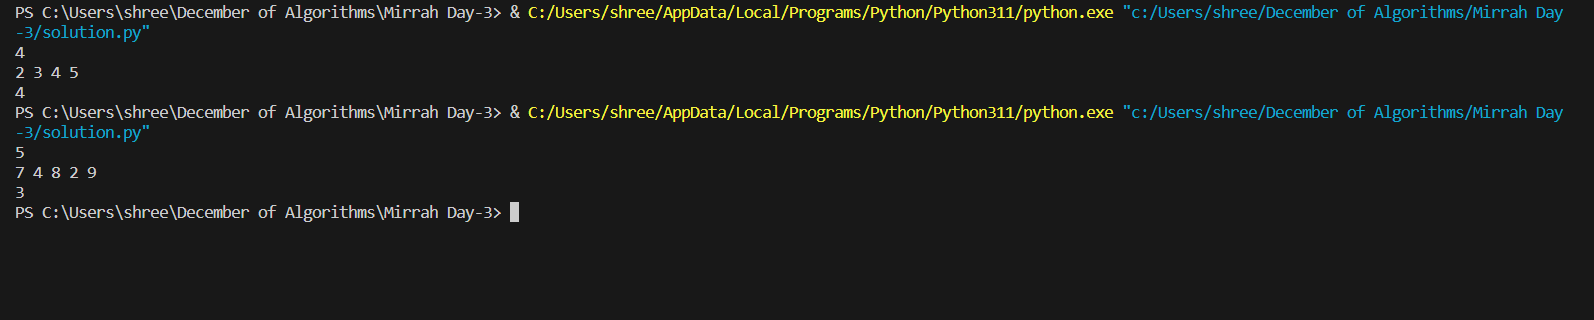 PS C:\Users\shree\December of Algorithms\Mirrah Day-3> & C:/Users/shree/AppData/Local/Programs/Python/Python311/python.exe "c:/Users/shree/December of Algorithms/Mirrah Day
-3/solution.py"
4
2 3 4 5
4
PS C:\Users\shree\December of Algorithms\Mirrah Day-3> & C:/Users/shree/AppData/Local/Programs/Python/Python311/python.exe "c:/Users/shree/December of Algorithms/Mirrah Day
-3/solution.py"
5
7 4 8 2 9
3
PS C:\Users\shree\December of Algorithms\Mirrah Day-3>